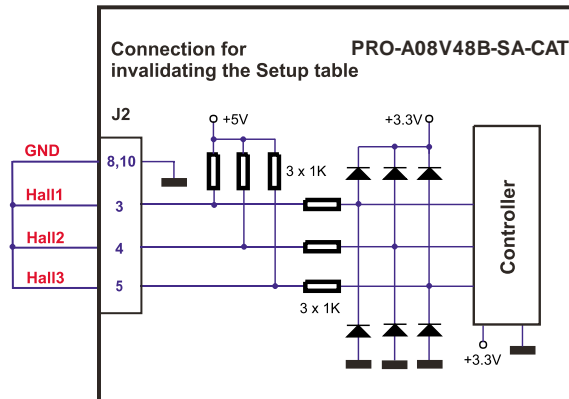 Connection for
invalidating the Setup table
PRO-A08V48B-SA-CAT
J2
+5V
+3.3V
GND
8,10
3 x 1K
Hall1
3
Hall2
4
Hall3
5
3 x 1K
Controller
+3.3V